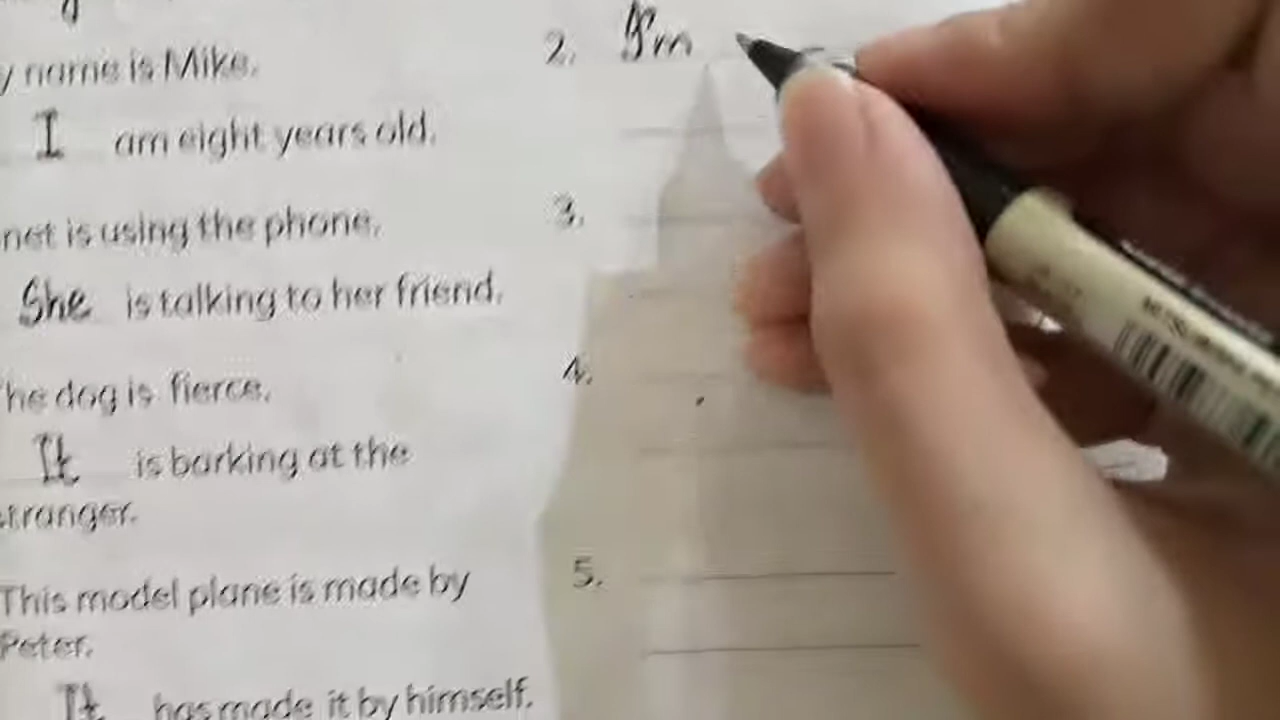 y name is Mike.
I am eight years old.
net is using the phone.
She is talking to her friend.
he dog is fierce.
It is barking at the
stranger.
This model plane is made by
Peter.
It has made it by himself.
2. I'm
3.
4.
5.